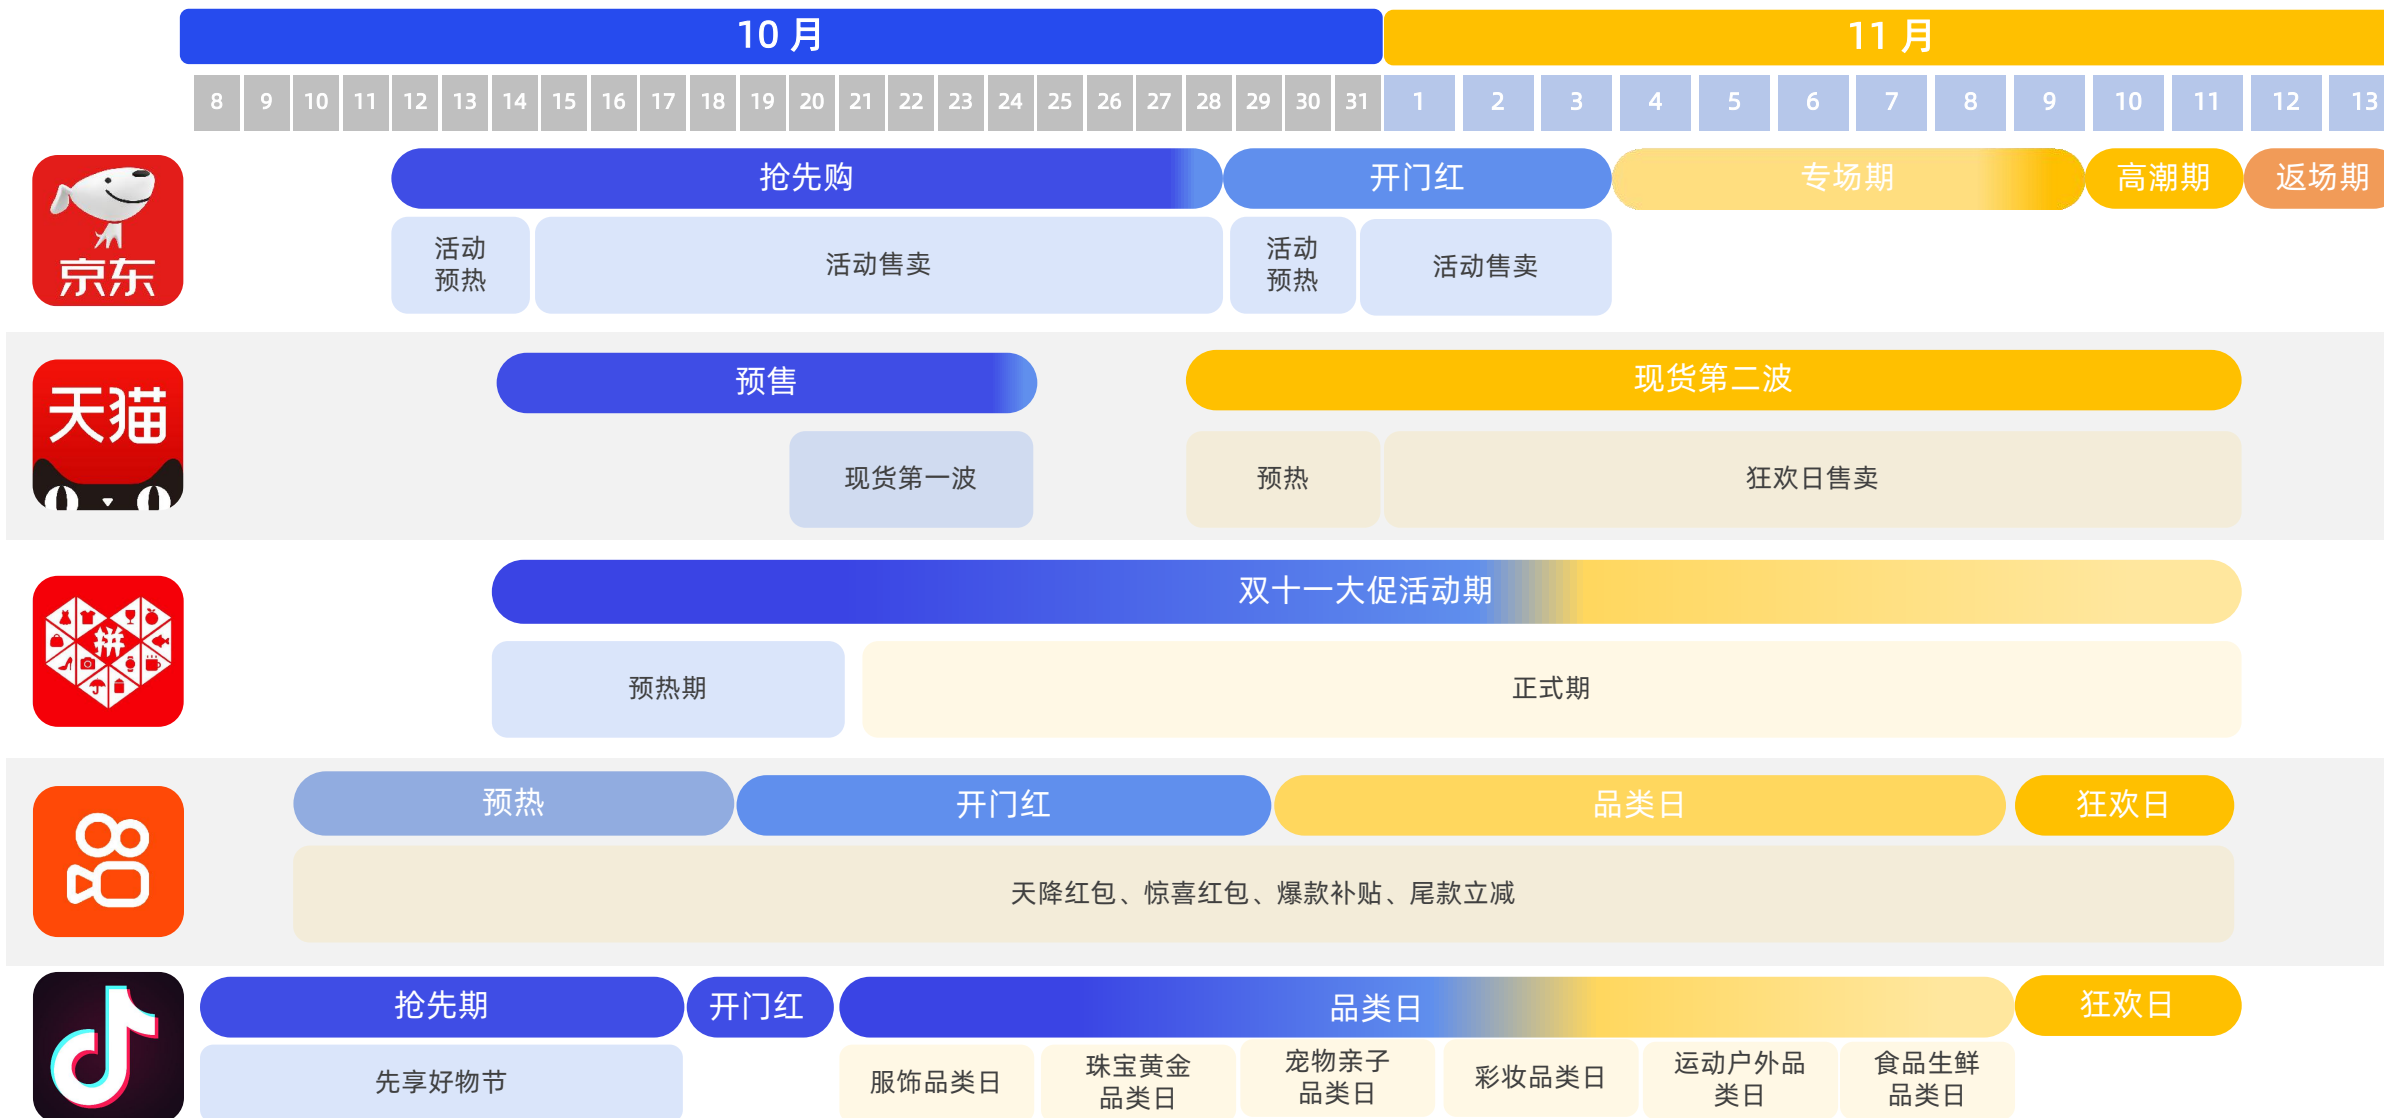 10 月
11 月
8 9 10 11 12 13 14 15 16 17 18 19 20 21 22 23 24 25 26 27 28 29 30 31 1 2 3 4 5 6 7 8 9 10 11 12 13
京东
抢先购
开门红
专场期
高潮期
返场期
活动
预热
活动售卖
活动
预热
活动售卖
天猫
预售
现货第二波
现货第一波
预热
狂欢日售卖
拼
双十一大促活动期
预热期
正式期
预热
开门红
品类日
狂欢日
天降红包、惊喜红包、爆款补贴、尾款立减
抢先期
开门红
品类日
狂欢日
先享好物节
服饰品类日
珠宝黄金
品类日
宠物亲子
品类日
彩妆品类日
运动户外品
类日
食品生鲜
品类日